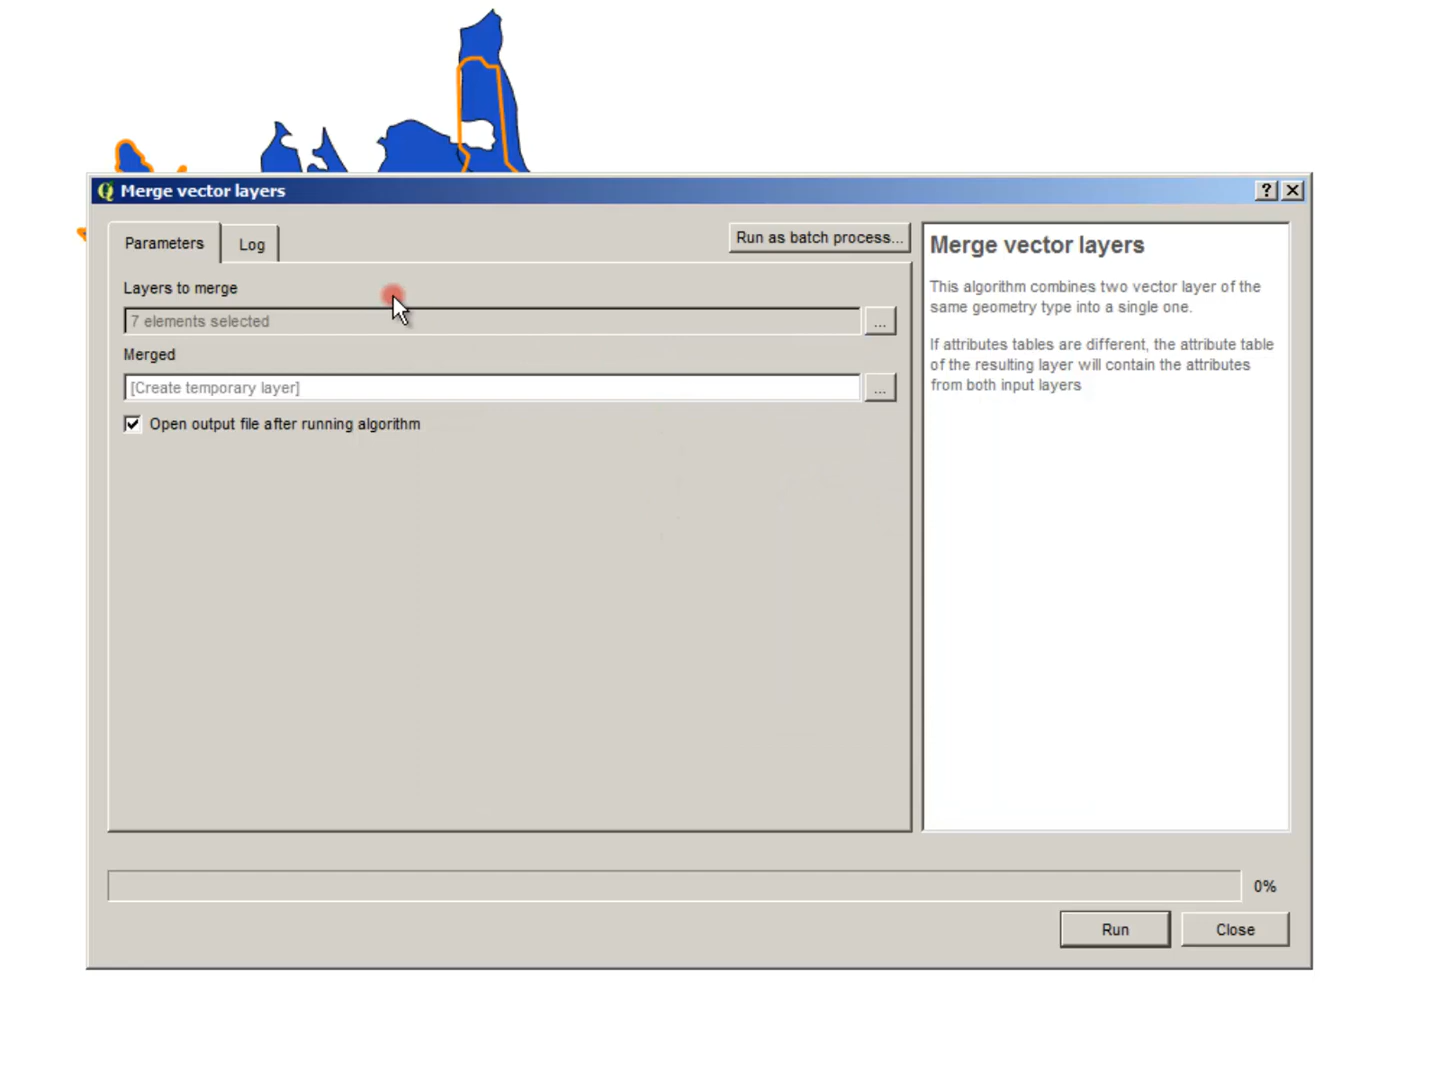 Merge vector layers
?
Parameters
Log
Run as batch process...
Layers to merge
7 elements selected
...
Merged
[Create temporary layer]
...
Open output file after running algorithm
Merge vector layers
This algorithm combines two vector layer of the
same geometry type into a single one.
If attributes tables are different, the attribute table
of the resulting layer will contain the attributes
from both input layers
0%
Run
Close